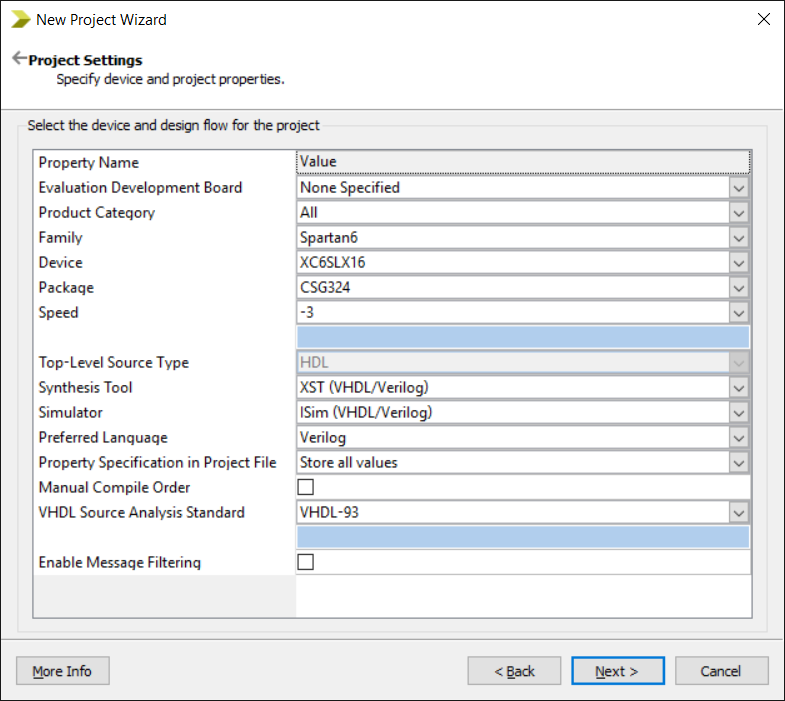 New Project Wizard
Project Settings
Specify device and project properties.
Select the device and design flow for the project
Property Name Value
Evaluation Development Board None Specified
Product Category All
Family Spartan6
Device XC6SLX16
Package CSG324
Speed -3
Top-Level Source Type HDL
Synthesis Tool XST (VHDL/Verilog)
Simulator ISim (VHDL/Verilog)
Preferred Language Verilog
Property Specification in Project File Store all values
Manual Compile Order
VHDL Source Analysis Standard VHDL-93
Enable Message Filtering
More Info < Back Next > Cancel